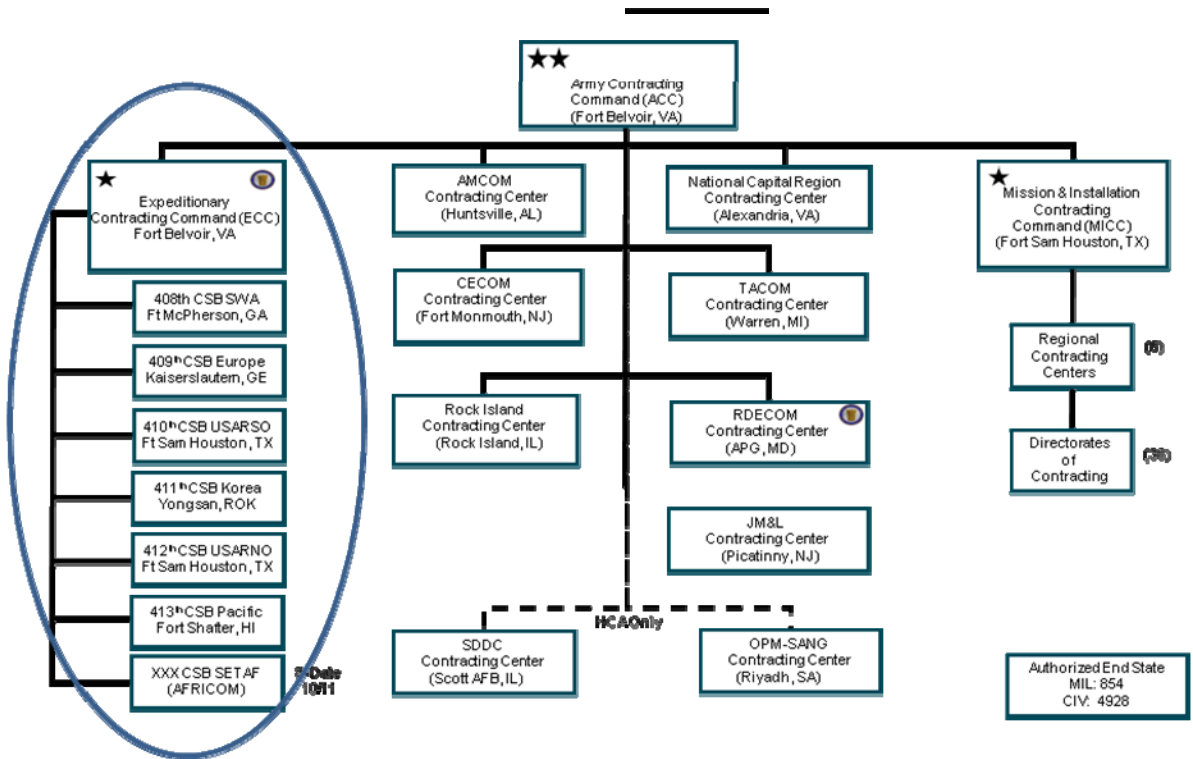 Army Contracting
Command (ACC)
(Fort Belvoir, VA)
Expeditionary
Contracting Command (ECC)
Fort Belvoir, VA
408th CSB SWA
Ft McPherson, GA
409th CSB Europe
Kaiserslautern, GE
410th CSB USARSO
Ft Sam Houston, TX
411th CSB Korea
Yongsan, ROK
412th CSB USARNO
Ft Sam Houston, TX
413th CSB Pacific
Fort Shafter, HI
XXX CSB SETAF
(AFRICOM)
10/11
AMCOM
Contracting Center
(Huntsville, AL)
National Capital Region
Contracting Center
(Alexandria, VA)
CECOM
Contracting Center
(Fort Monmouth, NJ)
TACOM
Contracting Center
(Warren, MI)
Rock Island
Contracting Center
(Rock Island, IL)
RDECOM
Contracting Center
(APG, MD)
JM&L
Contracting Center
(Picatinny, NJ)
HCA Only
SDDC
Contracting Center
(Scott AFB, IL)
OPM-SANG
Contracting Center
(Riyadh, SA)
Mission & Installation
Contracting
Command (MICC)
(Fort Sam Houston, TX)
Regional
Contracting
Centers
Directorates
of
Contracting
Authorized End State
MIL: 854
CIV: 4928